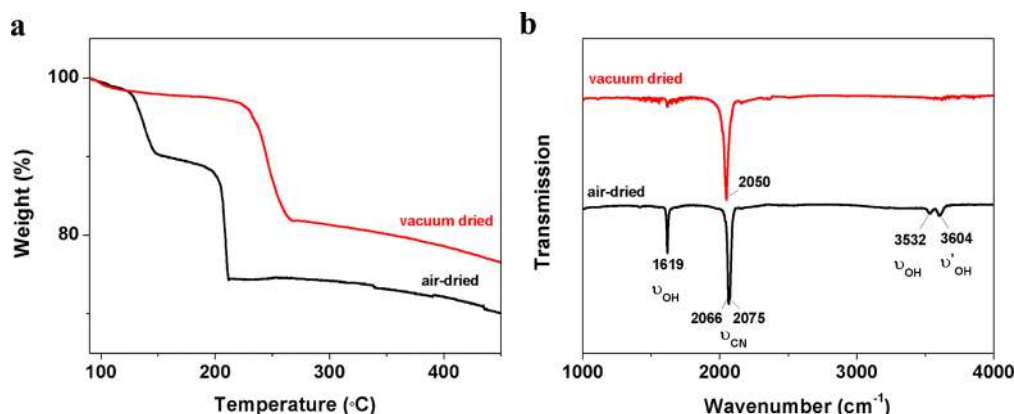 a
100
80
Weight (%)
vacuum dried
air-dried
100 200 300 400
Temperature (◦C)
b
vacuum dried
2050
air-dried
3532 3604
υOH υ'OH
1619
υOH
2066 2075
υCN
Transmission
1000 2000 3000 4000
Wavenumber (cm-1)